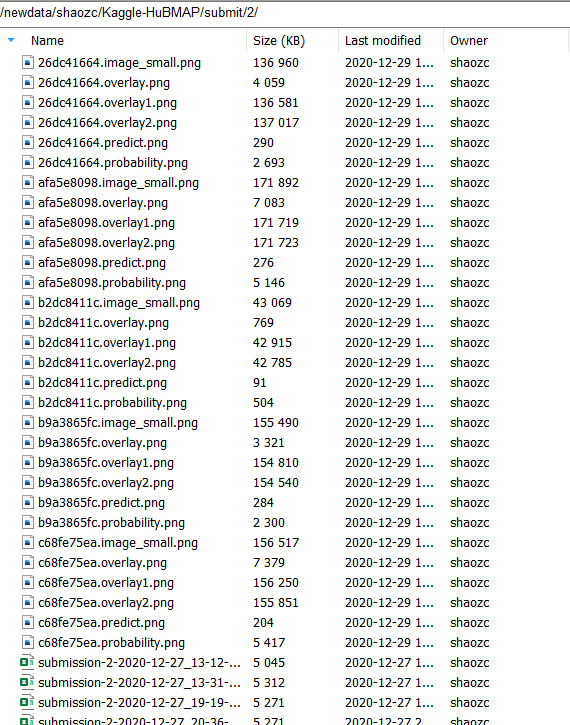 /newdata/shaozc/Kaggle-HuBMAP/submit/2/
Name Size (KB) Last modified Owner
26dc41664.image_small.png 136 960 2020-12-29 1... shaozc
26dc41664.overlay.png 4 059 2020-12-29 1... shaozc
26dc41664.overlay1.png 136 581 2020-12-29 1... shaozc
26dc41664.overlay2.png 137 017 2020-12-29 1... shaozc
26dc41664.predict.png 290 2020-12-29 1... shaozc
26dc41664.probability.png 2 693 2020-12-29 1... shaozc
afa5e8098.image_small.png 171 892 2020-12-29 1... shaozc
afa5e8098.overlay.png 7 083 2020-12-29 1... shaozc
afa5e8098.overlay1.png 171 719 2020-12-29 1... shaozc
afa5e8098.overlay2.png 171 723 2020-12-29 1... shaozc
afa5e8098.predict.png 276 2020-12-29 1... shaozc
afa5e8098.probability.png 5 146 2020-12-29 1... shaozc
b2dc8411c.image_small.png 43 069 2020-12-29 1... shaozc
b2dc8411c.overlay.png 769 2020-12-29 1... shaozc
b2dc8411c.overlay1.png 42 915 2020-12-29 1... shaozc
b2dc8411c.overlay2.png 42 785 2020-12-29 1... shaozc
b2dc8411c.predict.png 91 2020-12-29 1... shaozc
b2dc8411c.probability.png 504 2020-12-29 1... shaozc
b9a3865fc.image_small.png 155 490 2020-12-29 1... shaozc
b9a3865fc.overlay.png 3 321 2020-12-29 1... shaozc
b9a3865fc.overlay1.png 154 810 2020-12-29 1... shaozc
b9a3865fc.overlay2.png 154 540 2020-12-29 1... shaozc
b9a3865fc.predict.png 284 2020-12-29 1... shaozc
b9a3865fc.probability.png 2 300 2020-12-29 1... shaozc
c68fe75ea.image_small.png 156 517 2020-12-29 1... shaozc
c68fe75ea.overlay.png 7 379 2020-12-29 1... shaozc
c68fe75ea.overlay1.png 156 250 2020-12-29 1... shaozc
c68fe75ea.overlay2.png 155 851 2020-12-29 1... shaozc
c68fe75ea.predict.png 204 2020-12-29 1... shaozc
c68fe75ea.probability.png 5 417 2020-12-29 1... shaozc
submission-2-2020-12-27_13-12-... 5 045 2020-12-27 1... shaozc
submission-2-2020-12-27_13-31-... 5 312 2020-12-27 1... shaozc
submission-2-2020-12-27_19-19-... 5 271 2020-12-27 1... shaozc
submission-2-2020-12-27_20-36-... 5 271 2020-12-27 2... shaozc